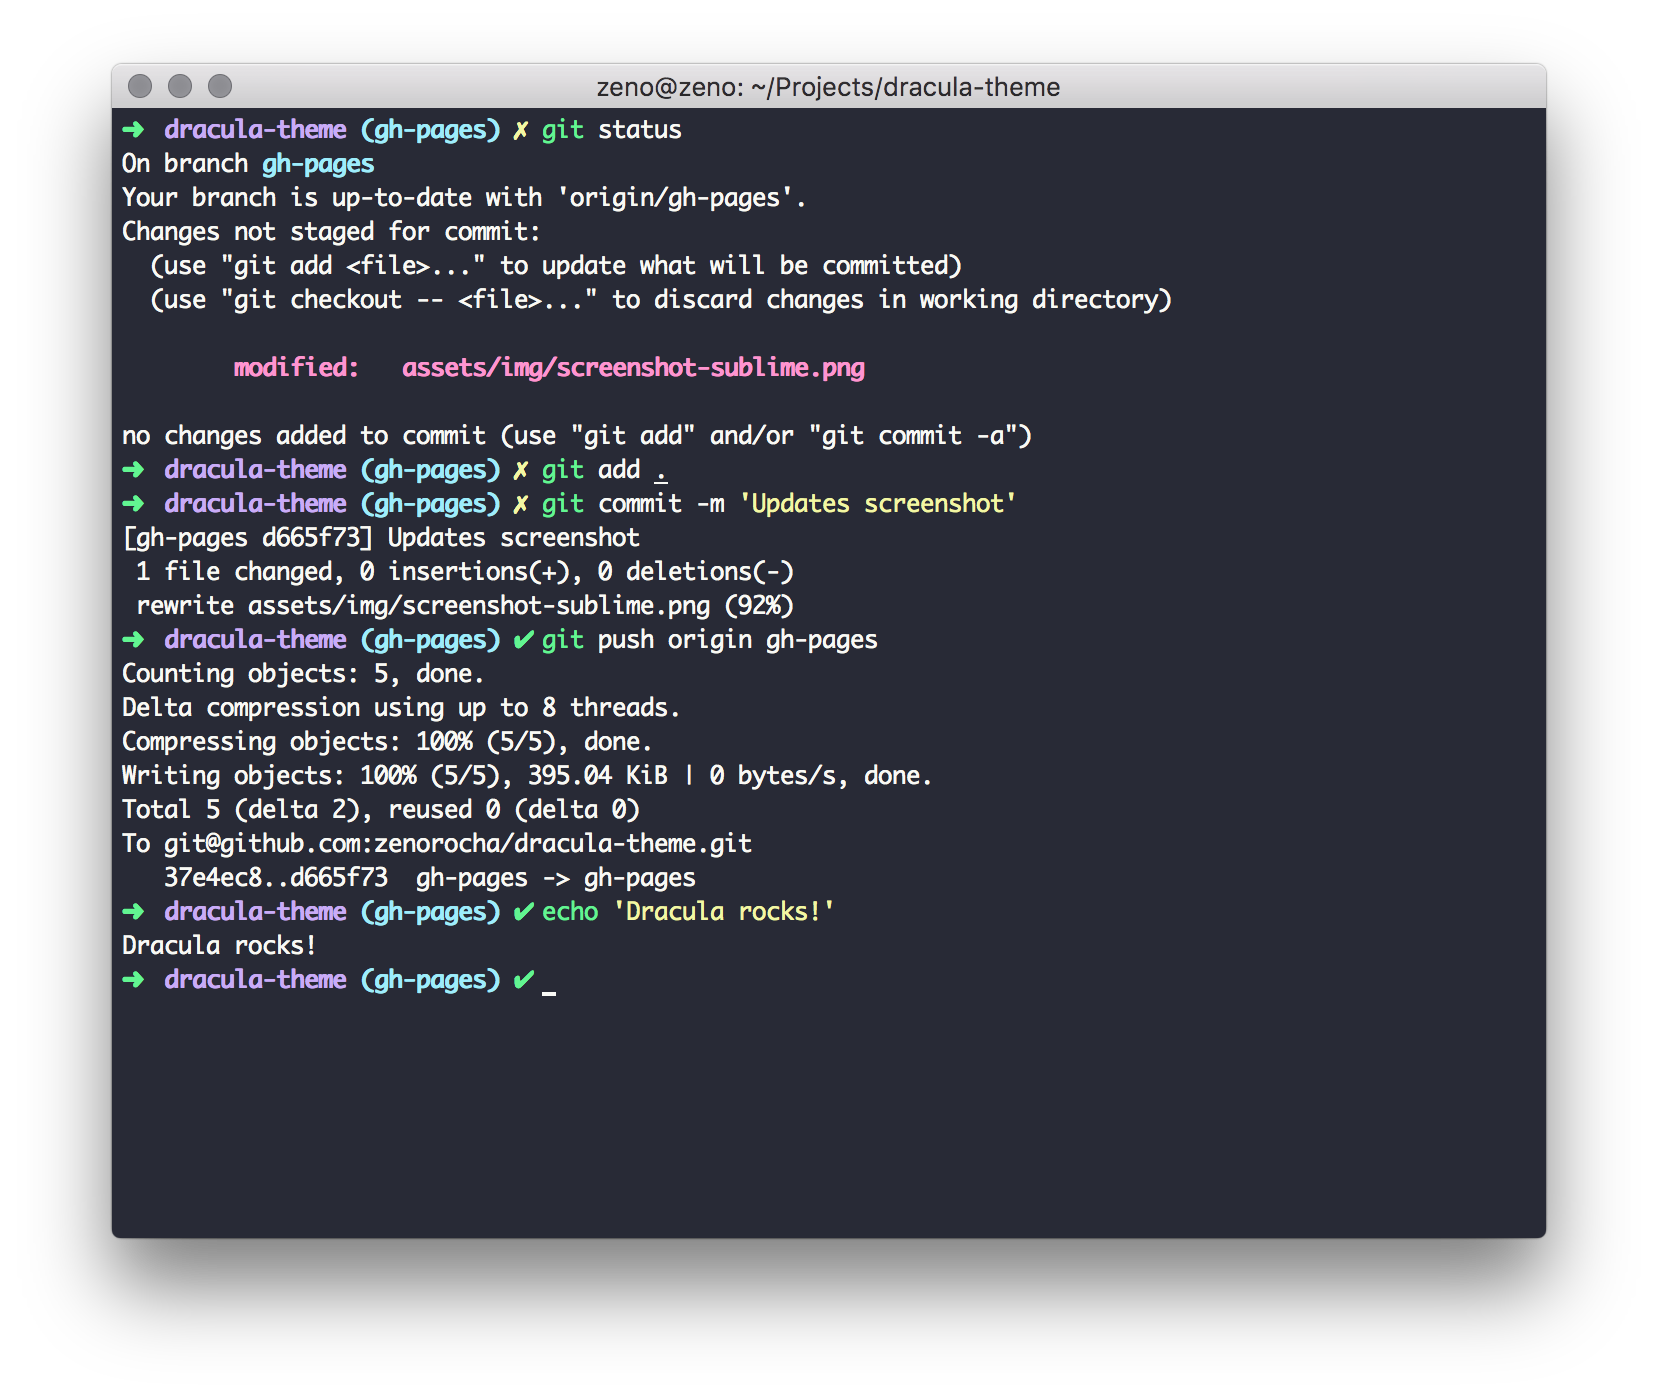 zeno@zeno: ~/Projects/dracula-theme
➜  dracula-theme (gh-pages) ✗ git status
On branch gh-pages
Your branch is up-to-date with 'origin/gh-pages'.
Changes not staged for commit:
  (use "git add <file>..." to update what will be committed)
  (use "git checkout -- <file>..." to discard changes in working directory)
        modified:   assets/img/screenshot-sublime.png
no changes added to commit (use "git add" and/or "git commit -a")
➜  dracula-theme (gh-pages) ✗ git add .
➜  dracula-theme (gh-pages) ✗ git commit -m 'Updates screenshot'
[gh-pages d665f73] Updates screenshot
 1 file changed, 0 insertions(+), 0 deletions(-)
 rewrite assets/img/screenshot-sublime.png (92%)
➜  dracula-theme (gh-pages) ✔ git push origin gh-pages
Counting objects: 5, done.
Delta compression using up to 8 threads.
Compressing objects: 100% (5/5), done.
Writing objects: 100% (5/5), 395.04 KiB | 0 bytes/s, done.
Total 5 (delta 2), reused 0 (delta 0)
To git@github.com:zenorocha/dracula-theme.git
   37e4ec8..d665f73  gh-pages -> gh-pages
➜  dracula-theme (gh-pages) ✔ echo 'Dracula rocks!'
Dracula rocks!
➜  dracula-theme (gh-pages) ✔ _